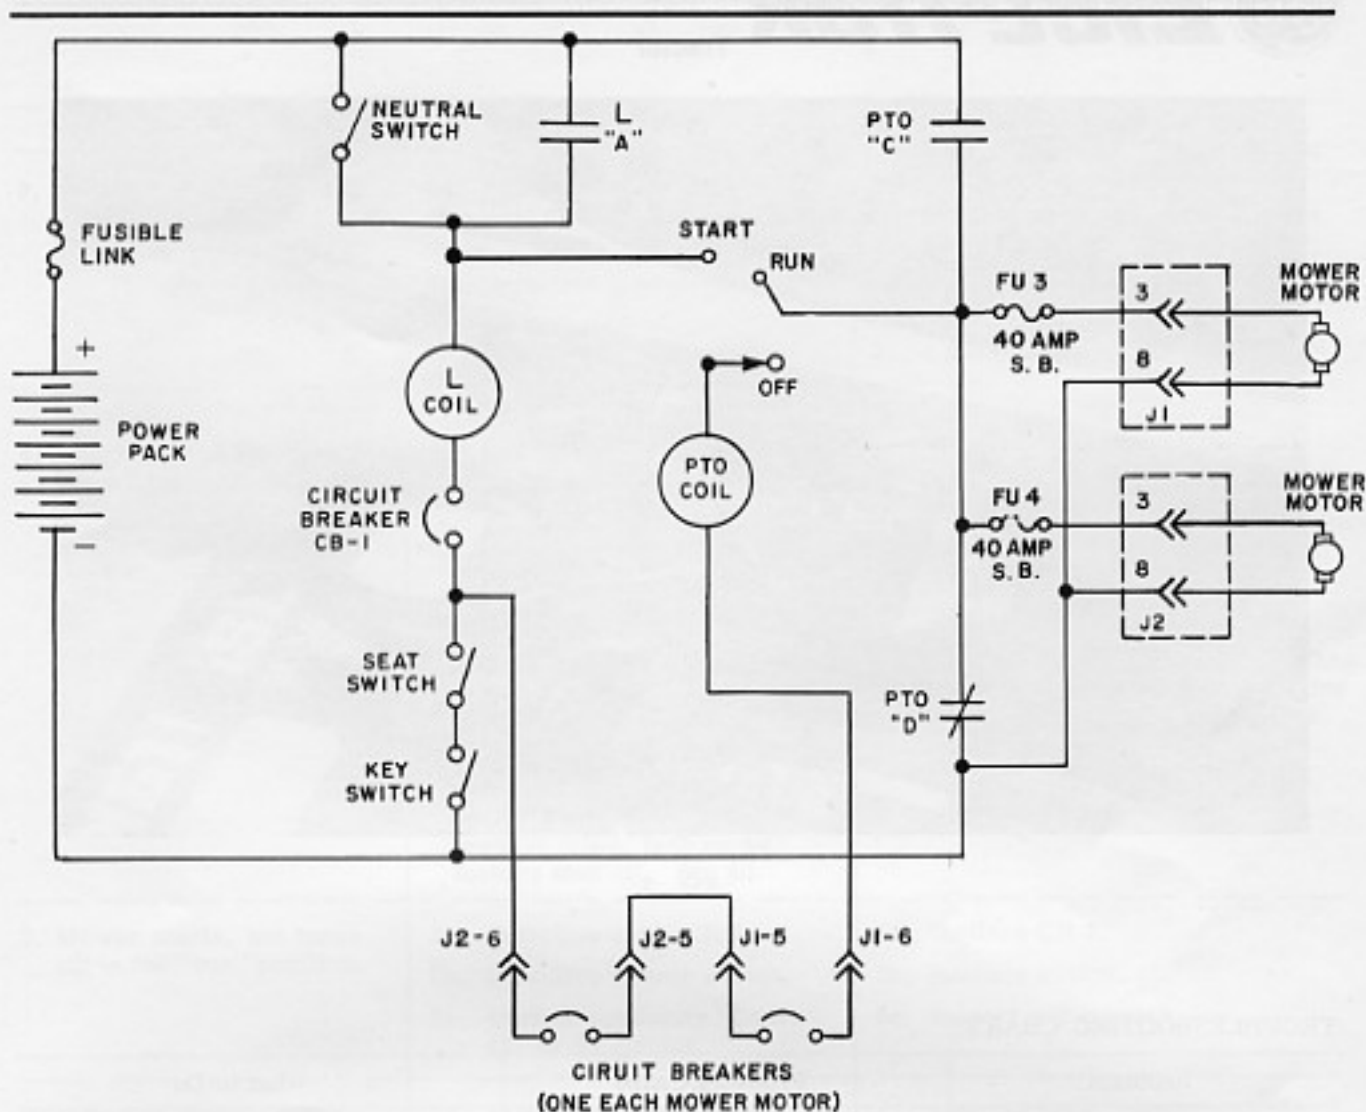 NEUTRAL
SWITCH
L
"A"
PTO
"C"
FUSIBLE
LINK
START
RUN
FU 3
40 AMP
S. B.
3
8
J1
MOWER
MOTOR
+
POWER
PACK
−
L
COIL
OFF
PTO
COIL
CIRCUIT
BREAKER
CB-1
FU 4
40 AMP
S. B.
3
8
J2
MOWER
MOTOR
SEAT
SWITCH
PTO
"D"
KEY
SWITCH
J2-6
J2-5
J1-5
J1-6
CIRUIT BREAKERS
(ONE EACH MOWER MOTOR)